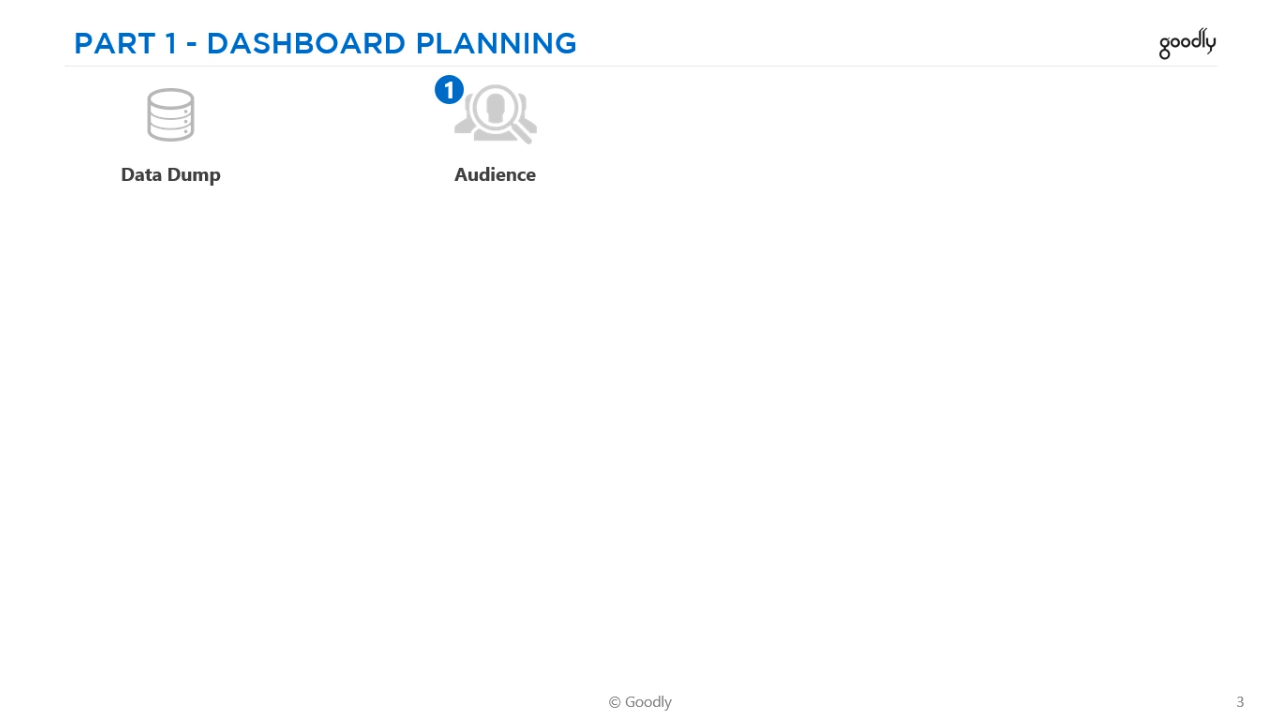 PART 1 - DASHBOARD PLANNING
goodly
1
Data Dump
Audience
© Goodly
3